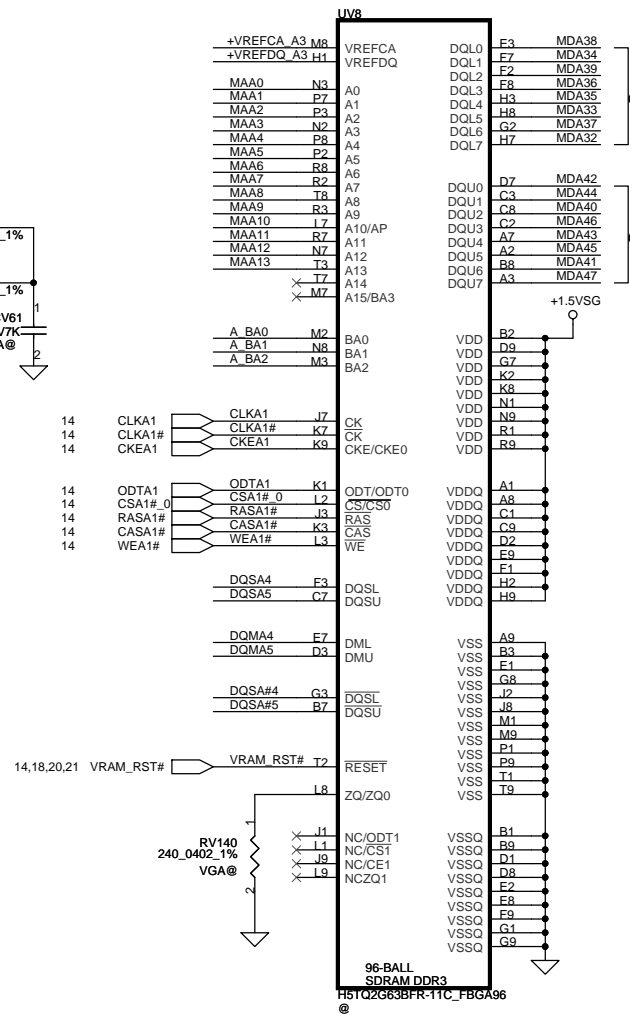 UV8
+VREFCA_A3 M8 VREFCA DQL0 E3 MDA38
+VREFDQ_A3 H1 VREFDQ DQL1 F7 MDA34
DQL2 F2 MDA39
MAA0 N3 A0 DQL3 F8 MDA36
MAA1 P7 A1 DQL4 H3 MDA35
MAA2 P3 A2 DQL5 H8 MDA33
MAA3 N2 A3 DQL6 G2 MDA37
MAA4 P8 A4 DQL7 H7 MDA32
MAA5 P2 A5
MAA6 R8 A6
MAA7 R2 A7 DQU0 D7 MDA42
MAA8 T8 A8 DQU1 C3 MDA44
MAA9 R3 A9 DQU2 C8 MDA40
MAA10 L7 A10/AP DQU3 C2 MDA46
MAA11 R7 A11 DQU4 A7 MDA43
MAA12 N7 A12 DQU5 A2 MDA45
MAA13 T3 A13 DQU6 B8 MDA41
T7 A14 DQU7 A3 MDA47
M7 A15/BA3
+1.5VSG
_1%
_1%
1
V61
V7K
A@
2
A_BA0 M2 BA0 VDD B2
A_BA1 N8 BA1 VDD D9
A_BA2 M3 BA2 VDD G7
VDD K2
VDD K8
VDD N1
14 CLKA1 CLKA1 J7 CK VDD N9
14 CLKA1# CLKA1# K7 CK VDD R1
14 CKEA1 CKEA1 K9 CKE/CKE0 VDD R9
14 ODTA1 ODTA1 K1 ODT/ODT0 VDDQ A1
14 CSA1#_0 CSA1#_0 L2 CS/CS0 VDDQ A8
14 RASA1# RASA1# J3 RAS VDDQ C1
14 CASA1# CASA1# K3 CAS VDDQ C9
14 WEA1# WEA1# L3 WE VDDQ D2
VDDQ E9
VDDQ F1
DQSA4 F3 DQSL VDDQ H2
DQSA5 C7 DQSU VDDQ H9
DQMA4 E7 DML VSS A9
DQMA5 D3 DMU VSS B3
VSS E1
VSS G8
DQSA#4 G3 DQSL VSS J2
DQSA#5 B7 DQSU VSS J8
VSS M1
VSS M9
VSS P1
14,18,20,21 VRAM_RST# VRAM_RST# T2 RESET VSS P9
VSS T1
L8 ZQ/ZQ0 VSS T9
1
RV140
240_0402_1%
VGA@
2
J1 NC/ODT1 VSSQ B1
L1 NC/CS1 VSSQ B9
J9 NC/CE1 VSSQ D1
L9 NCZQ1 VSSQ D8
VSSQ E2
VSSQ E8
VSSQ F9
VSSQ G1
VSSQ G9
96-BALL
SDRAM DDR3
H5TQ2G63BFR-11C_FBGA96
@